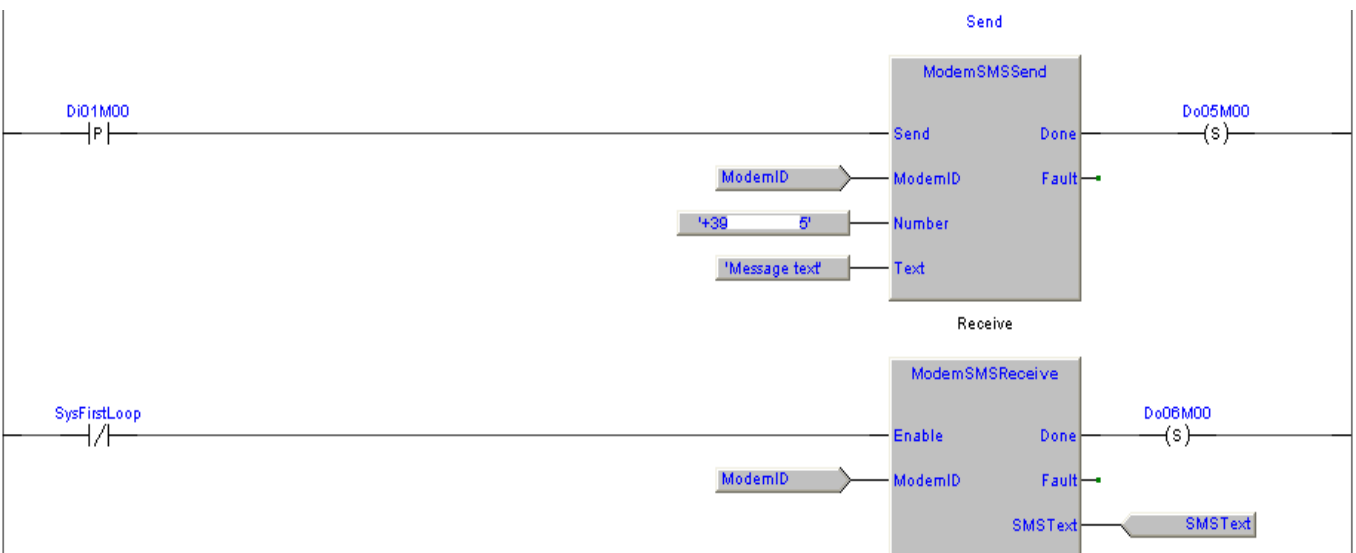 Send
ModemSMSSend
Di01M00
P
Send
Done
Do05M00
S
ModemID
ModemID
Fault
'+39 5'
Number
'Message text'
Text
Receive
ModemSMSReceive
SysFirstLoop
/
Enable
Done
Do06M00
S
ModemID
ModemID
Fault
SMSText
SMSText